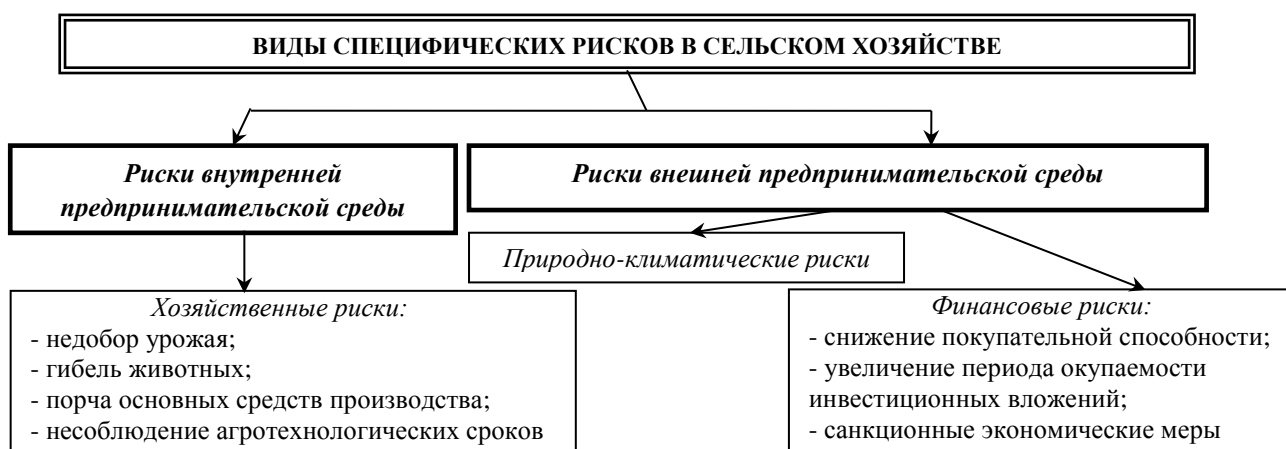 ВИДЫ СПЕЦИФИЧЕСКИХ РИСКОВ В СЕЛЬСКОМ ХОЗЯЙСТВЕ
Риски внутренней
предпринимательской среды
Риски внешней предпринимательской среды
Природно-климатические риски
Хозяйственные риски:
- недобор урожая;
- гибель животных;
- порча основных средств производства;
- несоблюдение агротехнологических сроков
Финансовые риски:
- снижение покупательной способности;
- увеличение периода окупаемости
инвестиционных вложений;
- санкционные экономические меры